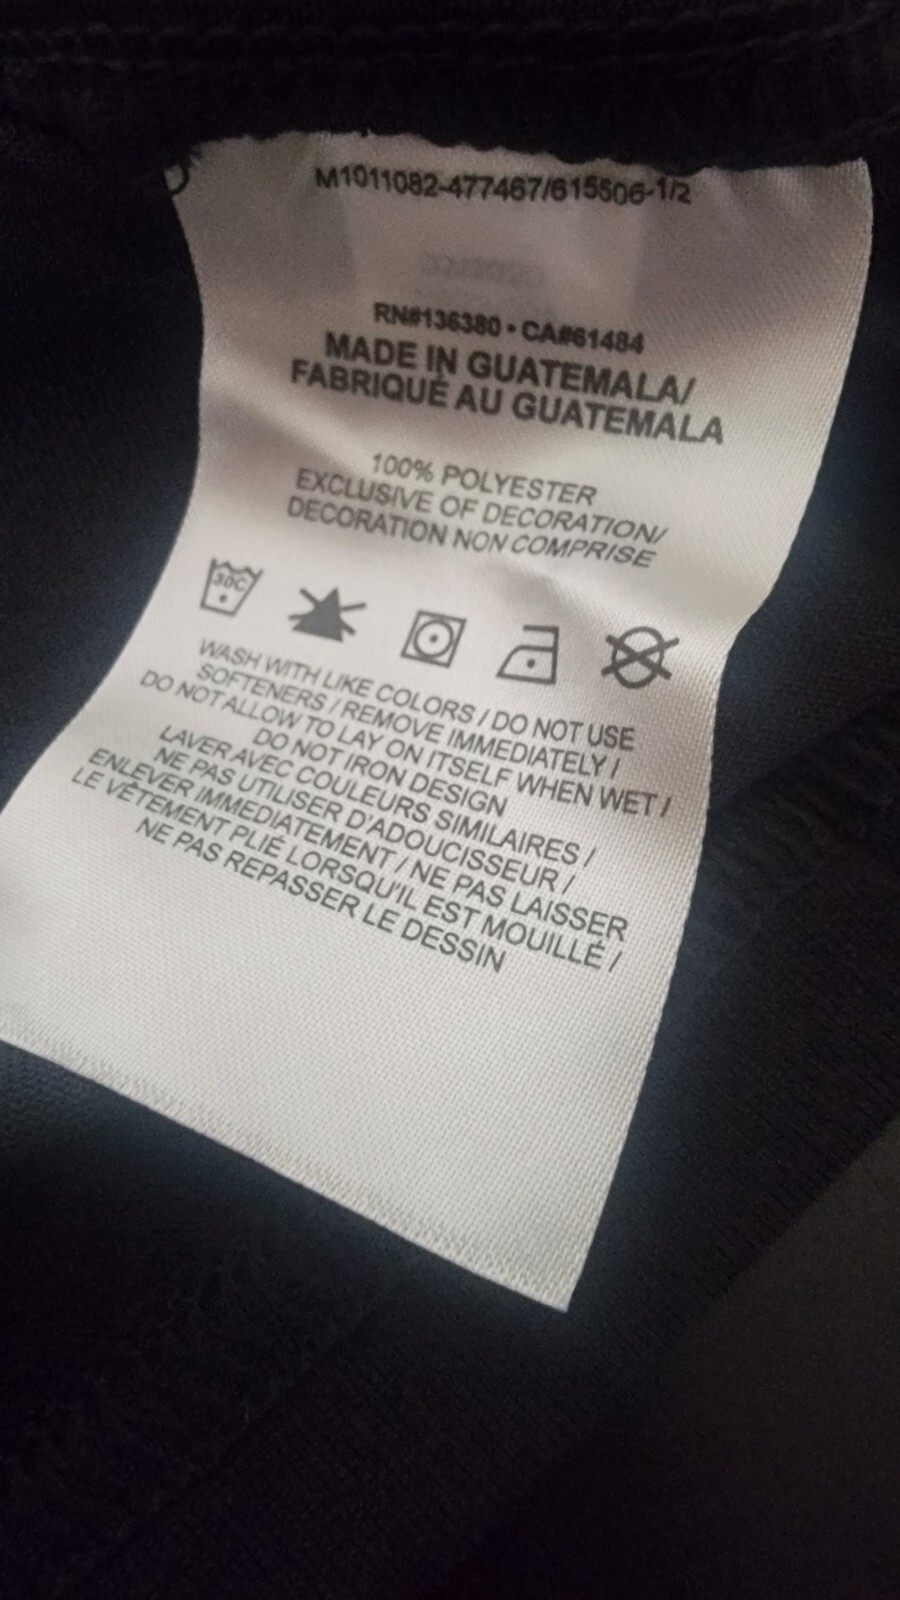 M1011082-477467/615506-1/2
RN#136380 • CA#61484
MADE IN GUATEMALA/
FABRIQUÉ AU GUATEMALA
100% POLYESTER
EXCLUSIVE OF DECORATION/
DECORATION NON COMPRISE
30C
WASH WITH LIKE COLORS / DO NOT USE
SOFTENERS / REMOVE IMMEDIATELY /
DO NOT ALLOW TO LAY ON ITSELF WHEN WET /
DO NOT IRON DESIGN
LAVER AVEC COULEURS SIMILAIRES /
NE PAS UTILISER D'ADOUCISSEUR /
ENLEVER IMMEDIATEMENT / NE PAS LAISSER
LE VÊTEMENT PLIÉ LORSQU'IL EST MOUILLÉ /
NE PAS REPASSER LE DESSIN